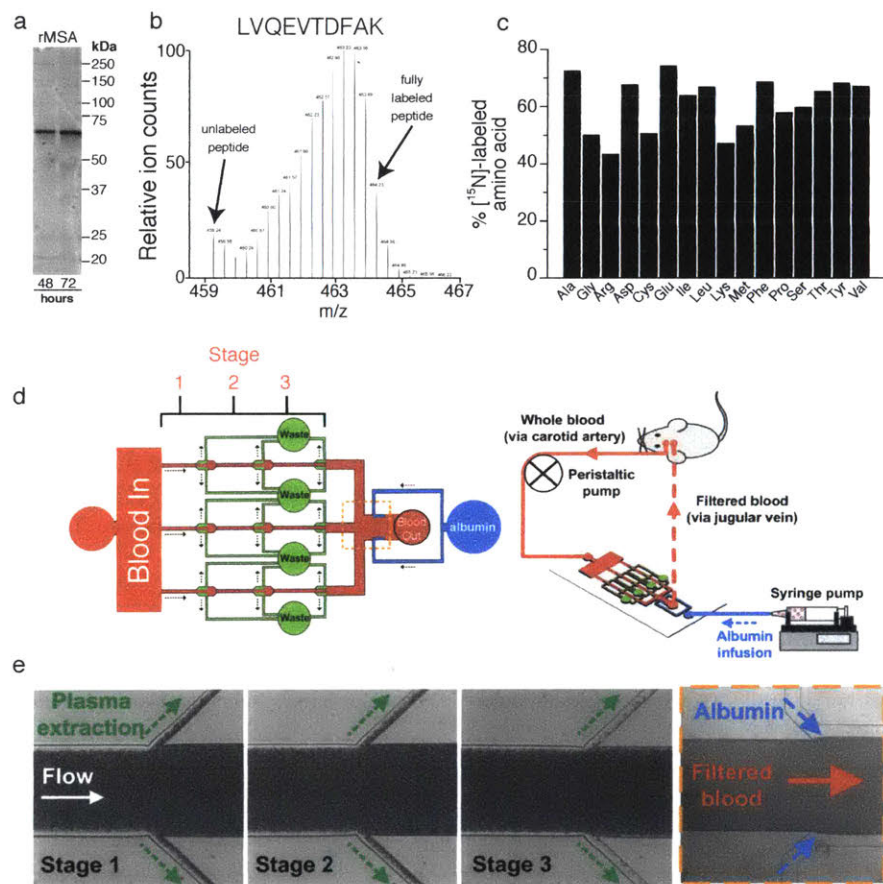 a
rMSA
kDa
250
150
100
75
50
37
25
20
48 72
hours
b
LVQEVTDFAK
Relative ion counts
100
50
0
unlabeled
peptide
fully
labeled
peptide
459 461 463 465 467
m/z
c
% [¹⁵N]-labeled
amino acid
80
60
40
20
0
Ala Gly Arg Asp Cys Glu Ile Leu Lys Met Phe Pro Ser Thr Tyr Val
d
Stage
1 2 3
Blood In
Waste
Waste
Waste
Waste
Blood
Out
albumin
Whole blood
(via carotid artery)
Peristaltic
pump
Filtered blood
(via jugular vein)
Syringe pump
Albumin
infusion
e
Plasma
extraction
Flow
Stage 1
Stage 2
Stage 3
Albumin
Filtered
blood